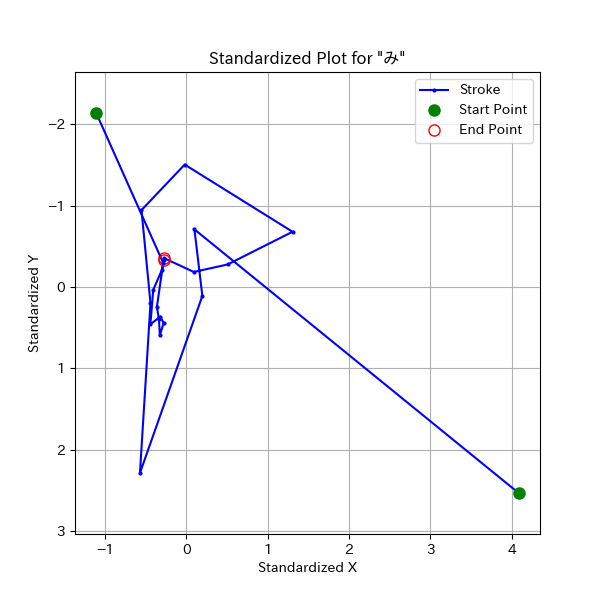 Standardized Plot for "み"
Stroke
Start Point
End Point
−2
−1
0
1
2
3
Standardized Y
−1 0 1 2 3 4
Standardized X